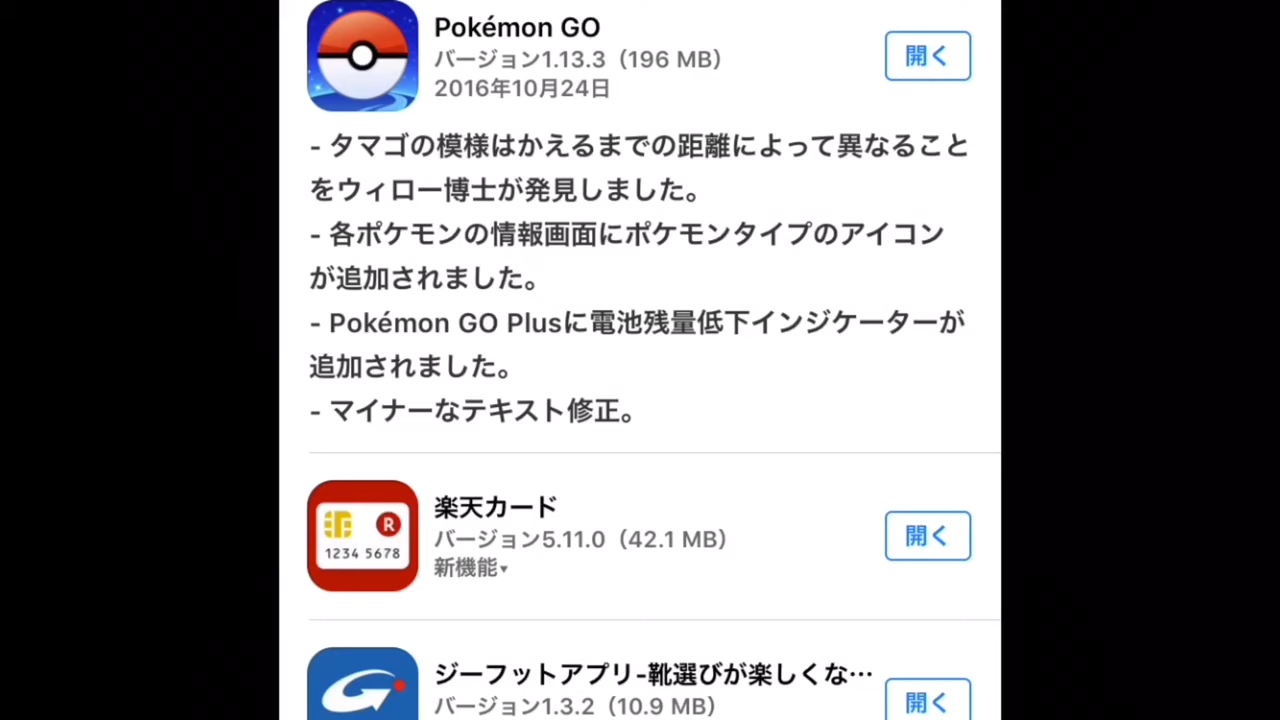 Pokémon GO
バージョン1.13.3（196 MB）
2016年10月24日
開く
- タマゴの模様はかえるまでの距離によって異なること
をウィロー博士が発見しました。
- 各ポケモンの情報画面にポケモンタイプのアイコン
が追加されました。
- Pokémon GO Plusに電池残量低下インジケーターが
追加されました。
- マイナーなテキスト修正。
R
1234 5678
楽天カード
バージョン5.11.0（42.1 MB）
新機能▾
開く
ジーフットアプリ-靴選びが楽しくな…
バージョン1.3.2（10.9 MB）
開く